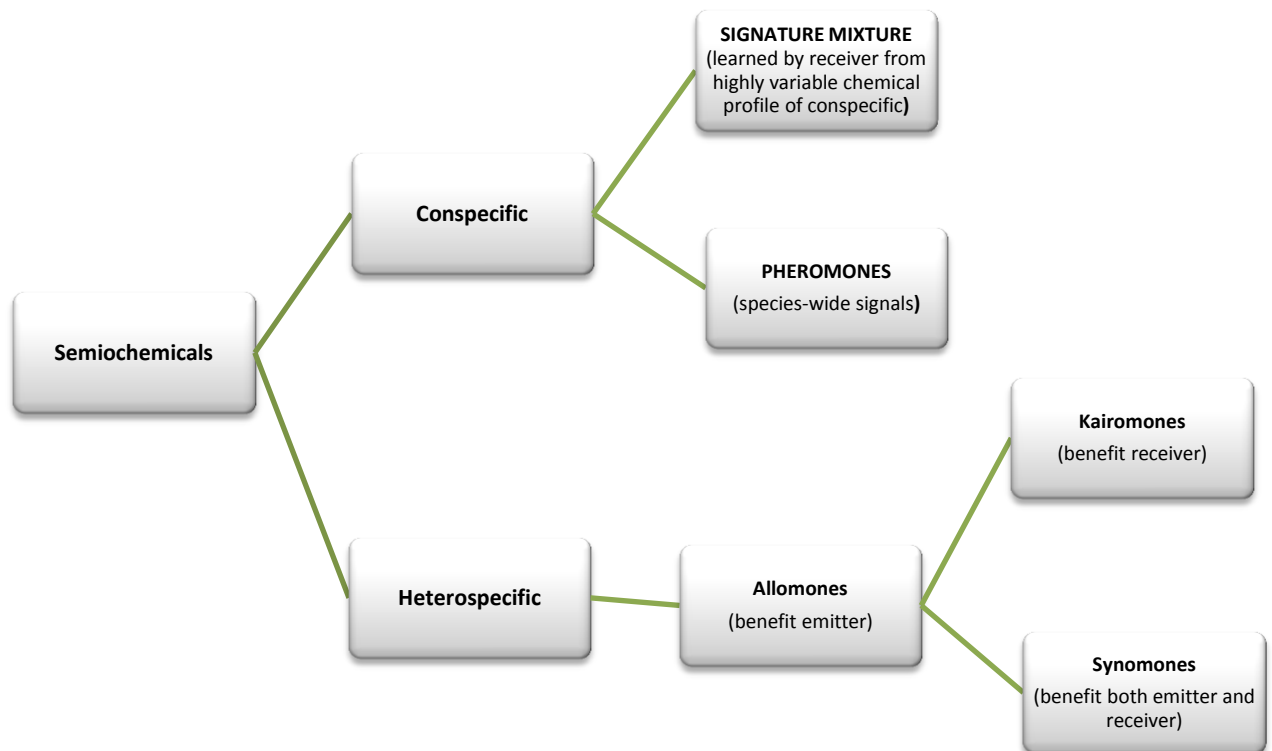 SIGNATURE MIXTURE
(learned by receiver from
highly variable chemical
profile of conspecific)
Conspecific
PHEROMONES
(species-wide signals)
Semiochemicals
Kairomones
(benefit receiver)
Heterospecific
Allomones
(benefit emitter)
Synomones
(benefit both emitter and
receiver)